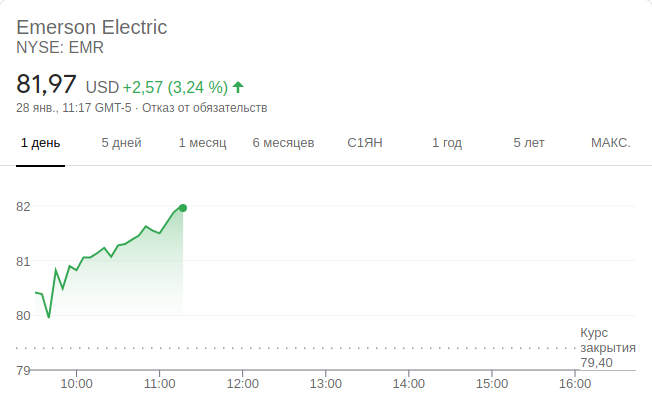 Emerson Electric
NYSE: EMR
81,97 USD +2,57 (3,24 %)
28 янв., 11:17 GMT-5 · Отказ от обязательств
1 день 5 дней 1 месяц 6 месяцев С1ЯН 1 год 5 лет МАКС.
82
81
80
Курс
закрытия
79,40
79
10:00 11:00 12:00 13:00 14:00 15:00 16:00